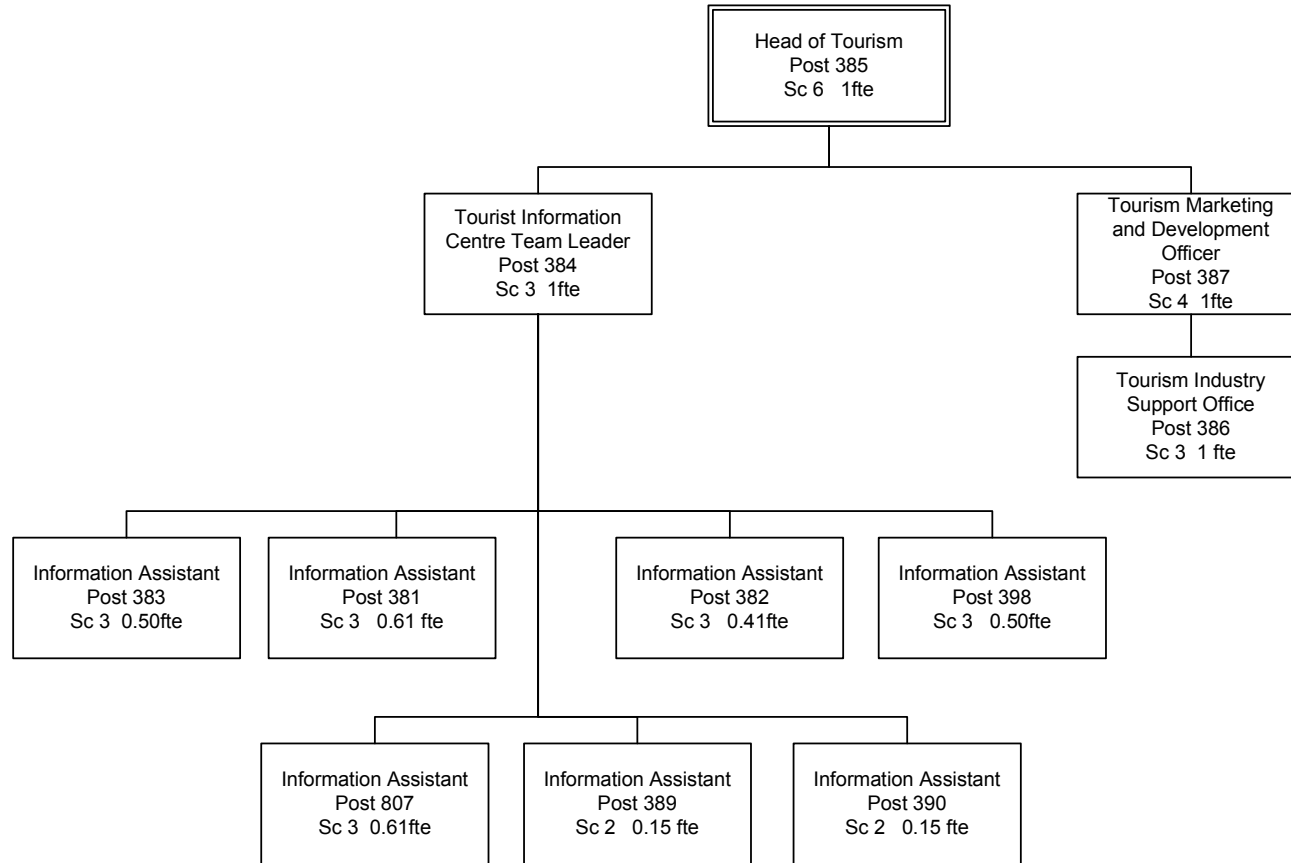 Head of Tourism
Post 385
Sc 6 1fte
Tourist Information
Centre Team Leader
Post 384
Sc 3 1fte
Tourism Marketing
and Development
Officer
Post 387
Sc 4 1fte
Tourism Industry
Support Office
Post 386
Sc 3 1 fte
Information Assistant
Post 383
Sc 3 0.50fte
Information Assistant
Post 381
Sc 3 0.61 fte
Information Assistant
Post 382
Sc 3 0.41fte
Information Assistant
Post 398
Sc 3 0.50fte
Information Assistant
Post 807
Sc 3 0.61fte
Information Assistant
Post 389
Sc 2 0.15 fte
Information Assistant
Post 390
Sc 2 0.15 fte